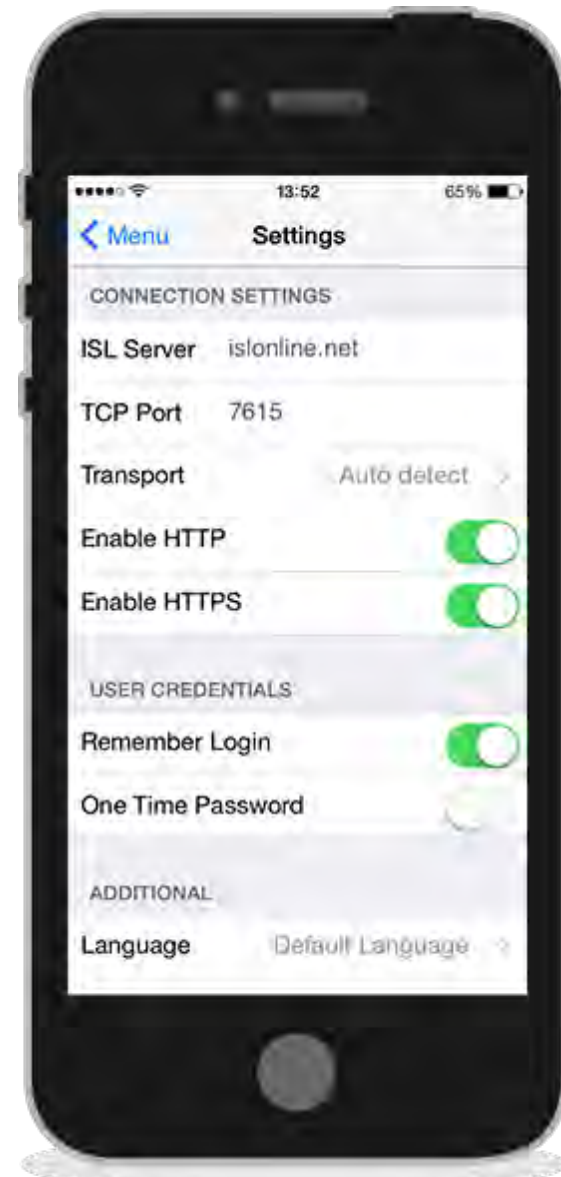 13:52 65%
Menu Settings
CONNECTION SETTINGS
ISL Server islonline.net
TCP Port 7615
Transport Auto detect
Enable HTTP
Enable HTTPS
USER CREDENTIALS
Remember Login
One Time Password
ADDITIONAL
Language Default Language